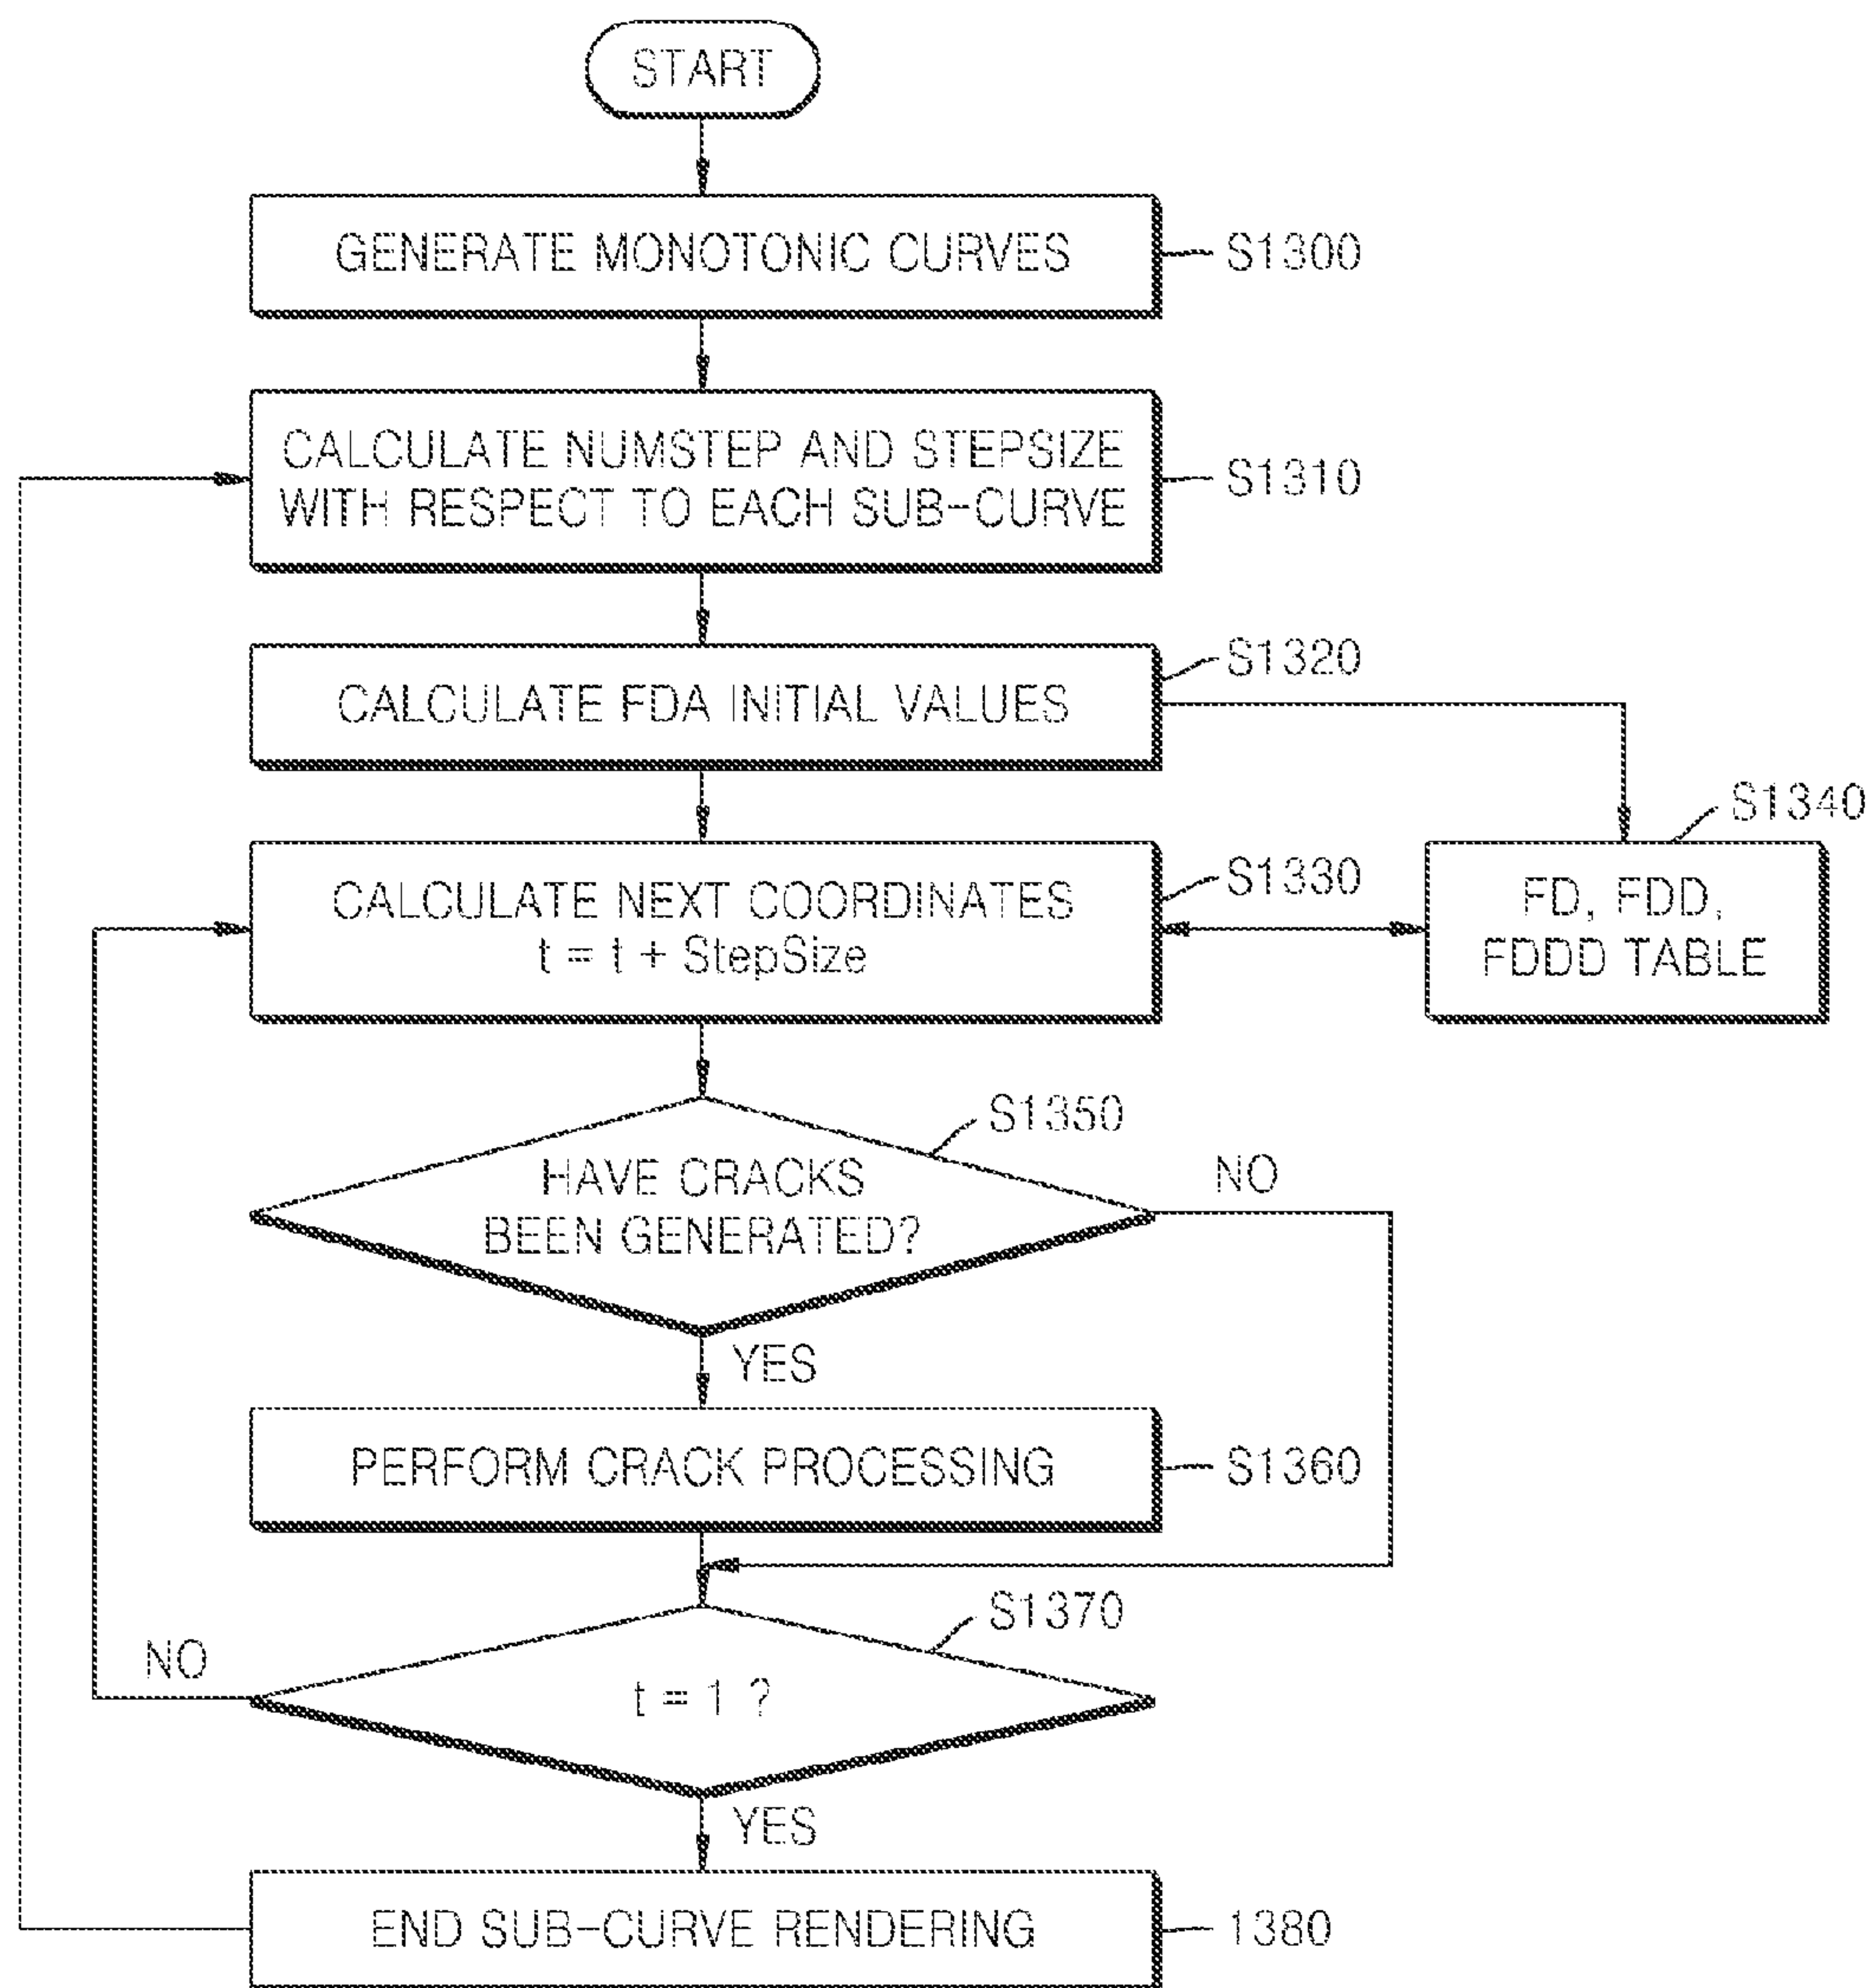 START
GENERATE MONOTONIC CURVES
S1300
CALCULATE NUMSTEP AND STEPSIZE
WITH RESPECT TO EACH SUB-CURVE
S1310
S1320
CALCULATE FDA INITIAL VALUES
S1340
CALCULATE NEXT COORDINATES
t = t + StepSize
S1330
FD, FDD,
FDDD TABLE
S1350
HAVE CRACKS
BEEN GENERATED?
NO
YES
PERFORM CRACK PROCESSING
S1360
S1370
NO
t = 1 ?
YES
END SUB-CURVE RENDERING
1380